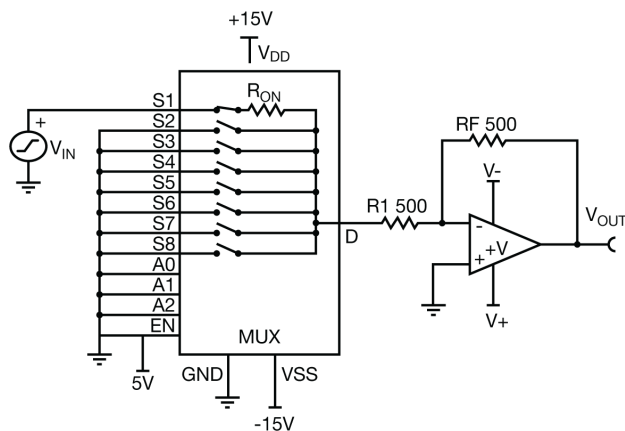 +15V
VDD
S1
RON
S2
S3
S4
S5
S6
S7
S8
A0
A1
A2
EN
+
VIN
D
MUX
GND
VSS
5V
-15V
R1 500
RF 500
V-
-
+V
+
V+
VOUT